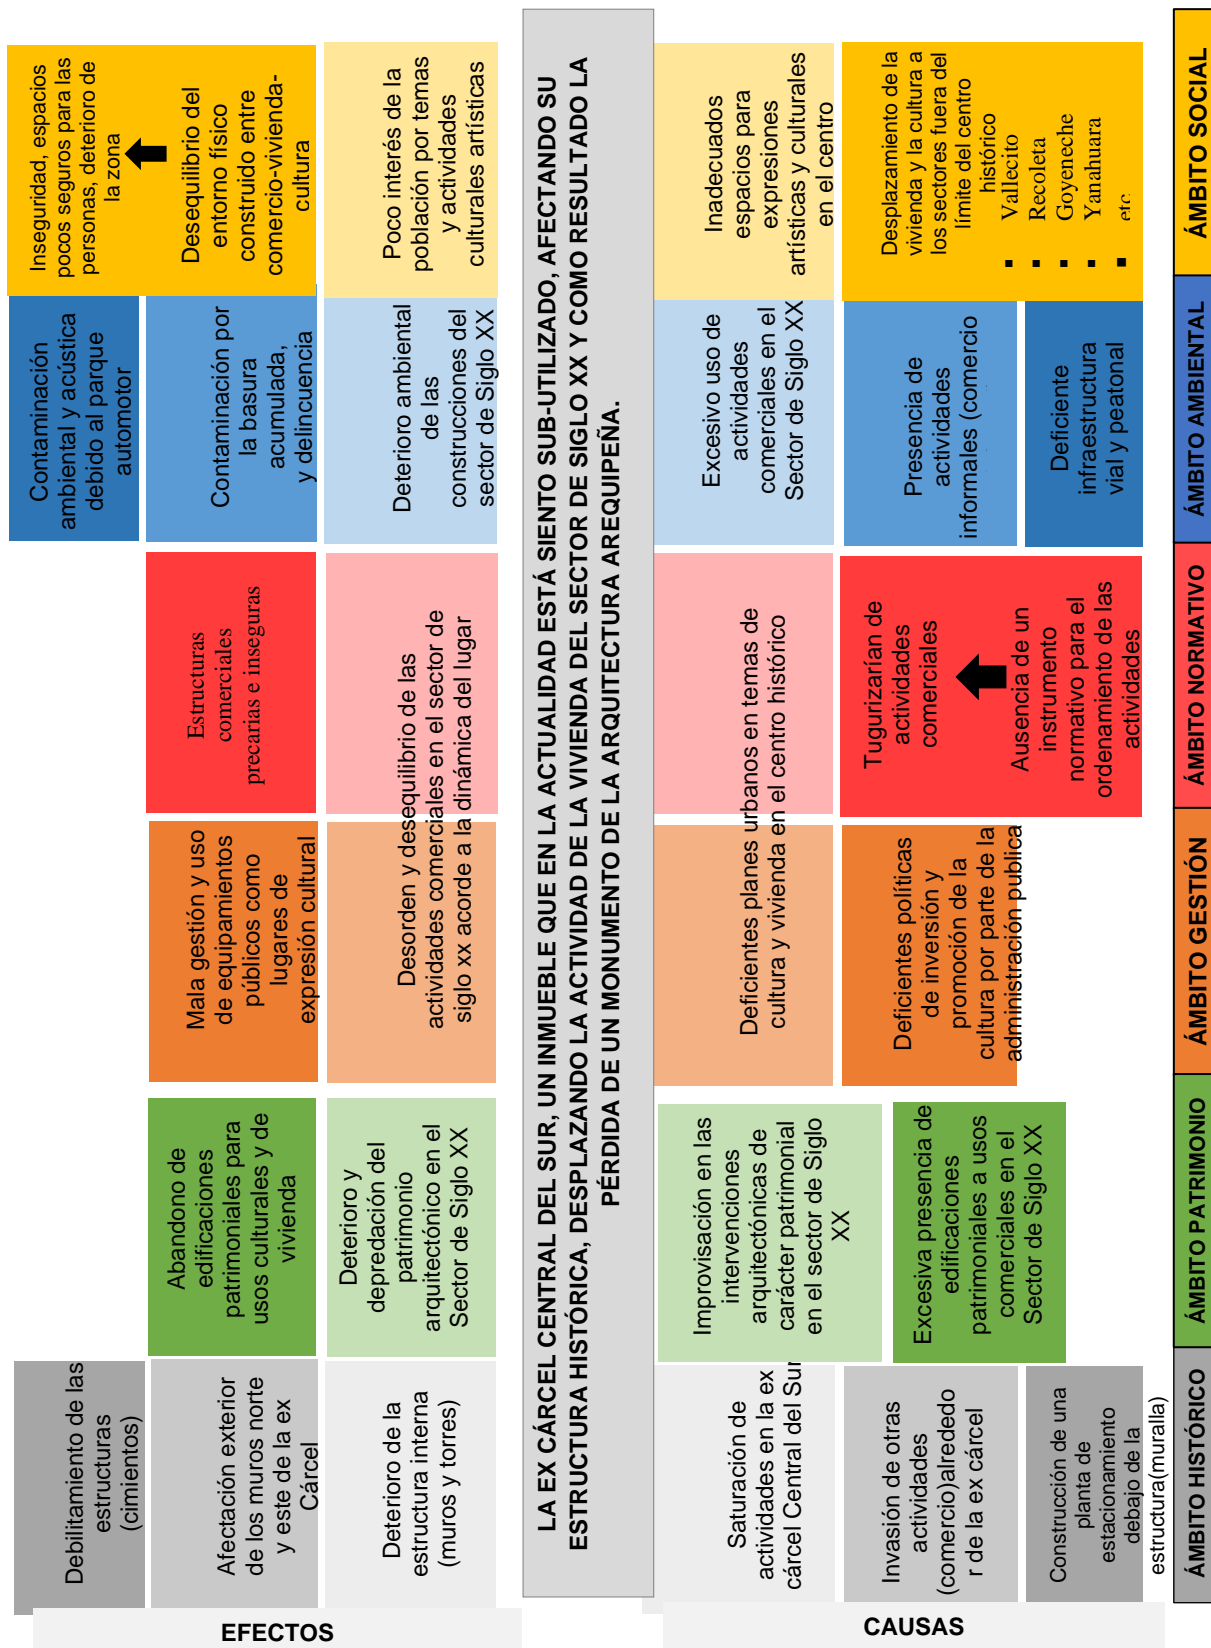 Debilitamiento de las
estructuras
(cimientos)
Contaminación
ambiental y acústica
debido al parque
automotor
Inseguridad, espacios
pocos seguros para las
personas, deterioro de
la zona
Desequilibrio del
entorno físico
construido entre
comercio-vivienda-
cultura
Afectación exterior
de los muros norte
y este de la ex
Cárcel
Abandono de
edificaciones
patrimoniales para
usos culturales y de
vivienda
Mala gestión y uso
de equipamientos
públicos como
lugares de
expresión cultural
Estructuras
comerciales
precarias e inseguras
Contaminación por
la basura
acumulada,
y delincuencia
Deterioro de la
estructura interna
(muros y torres)
Deterioro y
depredación del
patrimonio
arquitectónico en el
Sector de Siglo XX
Desorden y desequilibrio de las
actividades comerciales en el sector de
siglo xx acorde a la dinámica del lugar
Deterioro ambiental
de las
construcciones del
sector de Siglo XX
Poco interés de la
población por temas
y actividades
culturales artísticas
EFECTOS
LA EX CÁRCEL CENTRAL DEL SUR, UN INMUEBLE QUE EN LA ACTUALIDAD ESTÁ SIENTO SUB-UTILIZADO, AFECTANDO SU
ESTRUCTURA HISTÓRICA, DESPLAZANDO LA ACTIVIDAD DE LA VIVIENDA DEL SECTOR DE SIGLO XX Y COMO RESULTADO LA
PÉRDIDA DE UN MONUMENTO DE LA ARQUITECTURA AREQUIPEÑA.
Saturación de
actividades en la ex
cárcel Central del Sur
Improvisación en las
intervenciones
arquitectónicas de
carácter patrimonial
en el sector de Siglo
XX
Deficientes planes urbanos en temas de
cultura y vivienda en el centro histórico
Excesivo uso de
actividades
comerciales en el
Sector de Siglo XX
Inadecuados
espacios para
expresiones
artísticas y culturales
en el centro
Invasión de otras
actividades
(comercio)alrededo
r de la ex cárcel
Excesiva presencia de
edificaciones
patrimoniales a usos
comerciales en el
Sector de Siglo XX
Deficientes políticas
de inversión y
promoción de la
cultura por parte de la
administración publica
Tugurizarían de
actividades
comerciales
Ausencia de un
instrumento
normativo para el
ordenamiento de las
actividades
Presencia de
actividades
informales (comercio
Desplazamiento de la
vivienda y la cultura a
los sectores fuera del
límite del centro
histórico
▪ Vallecito
▪ Recoleta
▪ Goyeneche
▪ Yanahuara
▪ etc
Construcción de una
planta de
estacionamiento
debajo de la
estructura(muralla)
Deficiente
infraestructura
vial y peatonal
CAUSAS
ÁMBITO HISTÓRICO
ÁMBITO PATRIMONIO
ÁMBITO GESTIÓN
ÁMBITO NORMATIVO
ÁMBITO AMBIENTAL
ÁMBITO SOCIAL